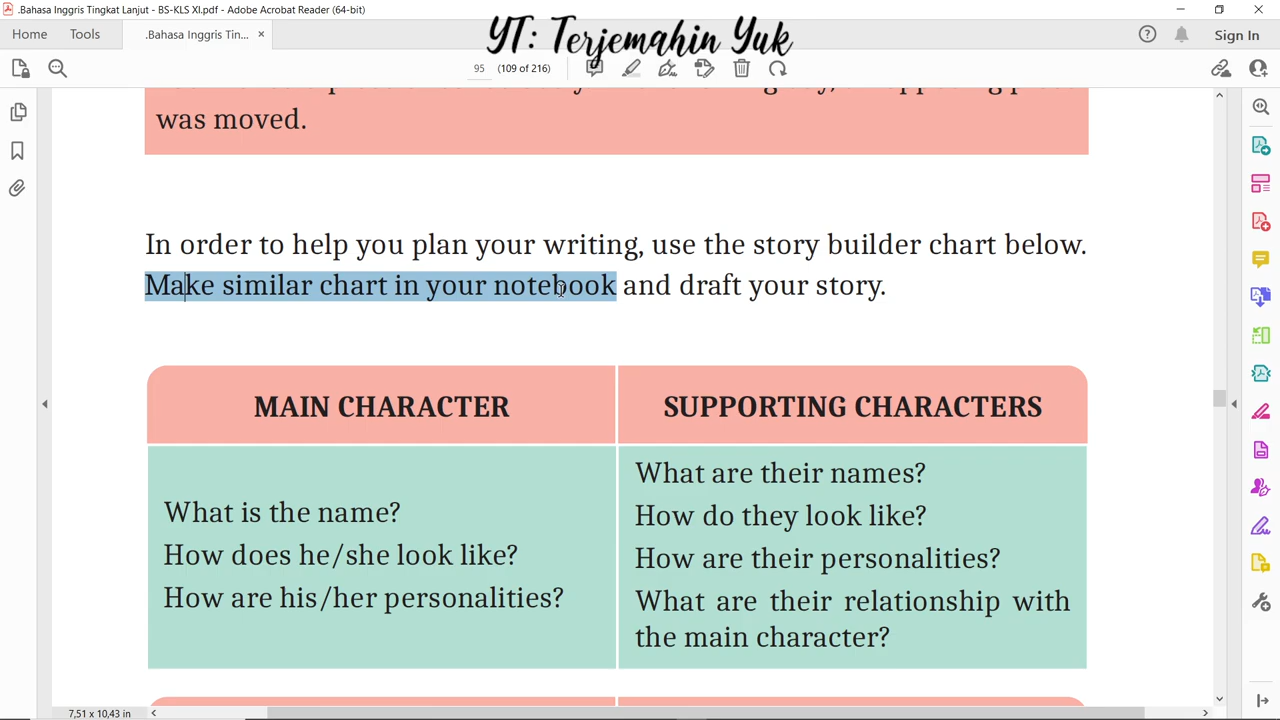 .Bahasa Inggris Tingkat Lanjut - BS-KLS XI.pdf - Adobe Acrobat Reader (64-bit)
Home Tools .Bahasa Inggris Tin... × Sign In
YT: Terjemahin Yuk
95 (109 of 216)
was moved.
In order to help you plan your writing, use the story builder chart below.
Make similar chart in your notebook and draft your story.
MAIN CHARACTER
What is the name?
How does he/she look like?
How are his/her personalities?
SUPPORTING CHARACTERS
What are their names?
How do they look like?
How are their personalities?
What are their relationship with
the main character?
7,51 x 10,43 in